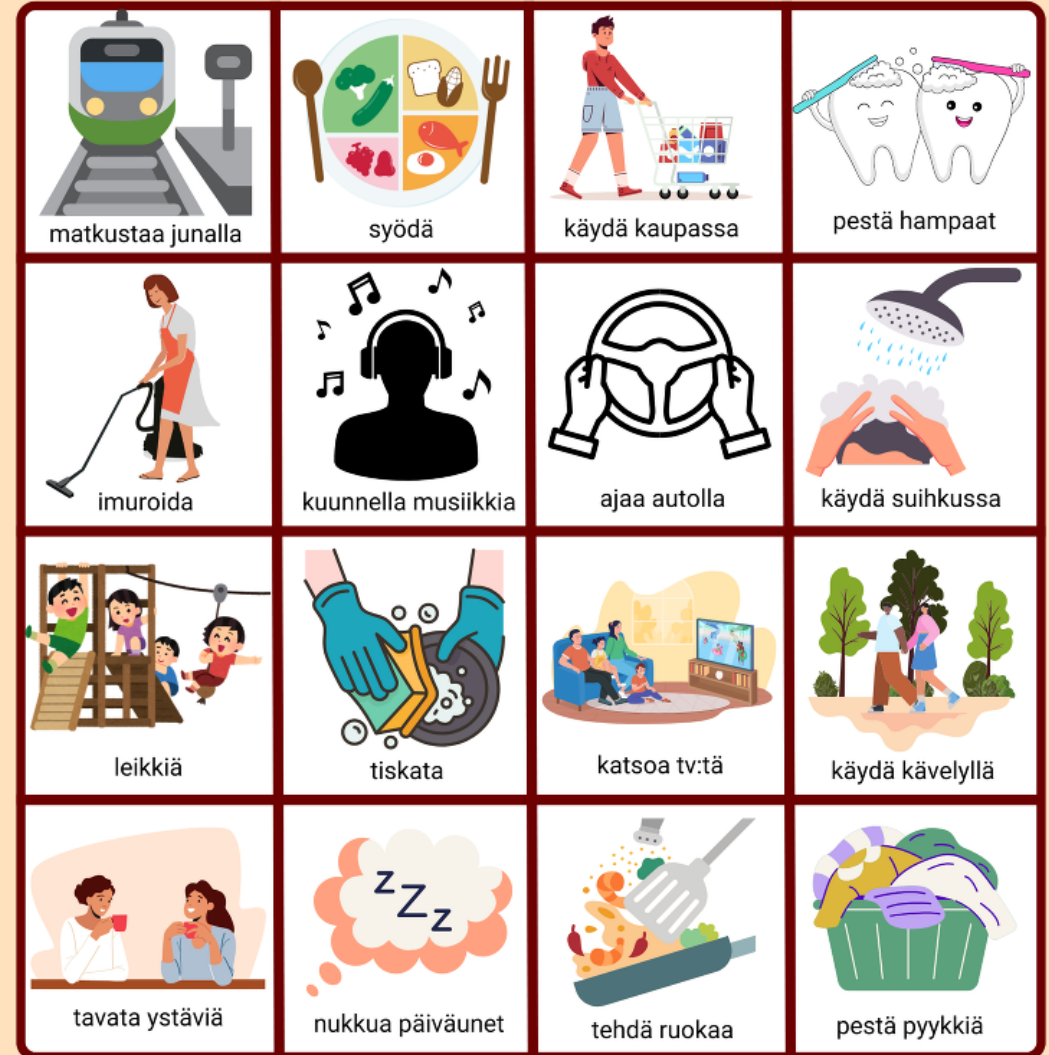 matkustaa junalla
syödä
käydä kaupassa
pestä hampaat
imuroida
kuunnella musiikkia
ajaa autolla
käydä suihkussa
leikkiä
tiskata
katsoa tv:tä
käydä kävelyllä
tavata ystäviä
zZz
nukkua päiväunet
tehdä ruokaa
pestä pyykkiä